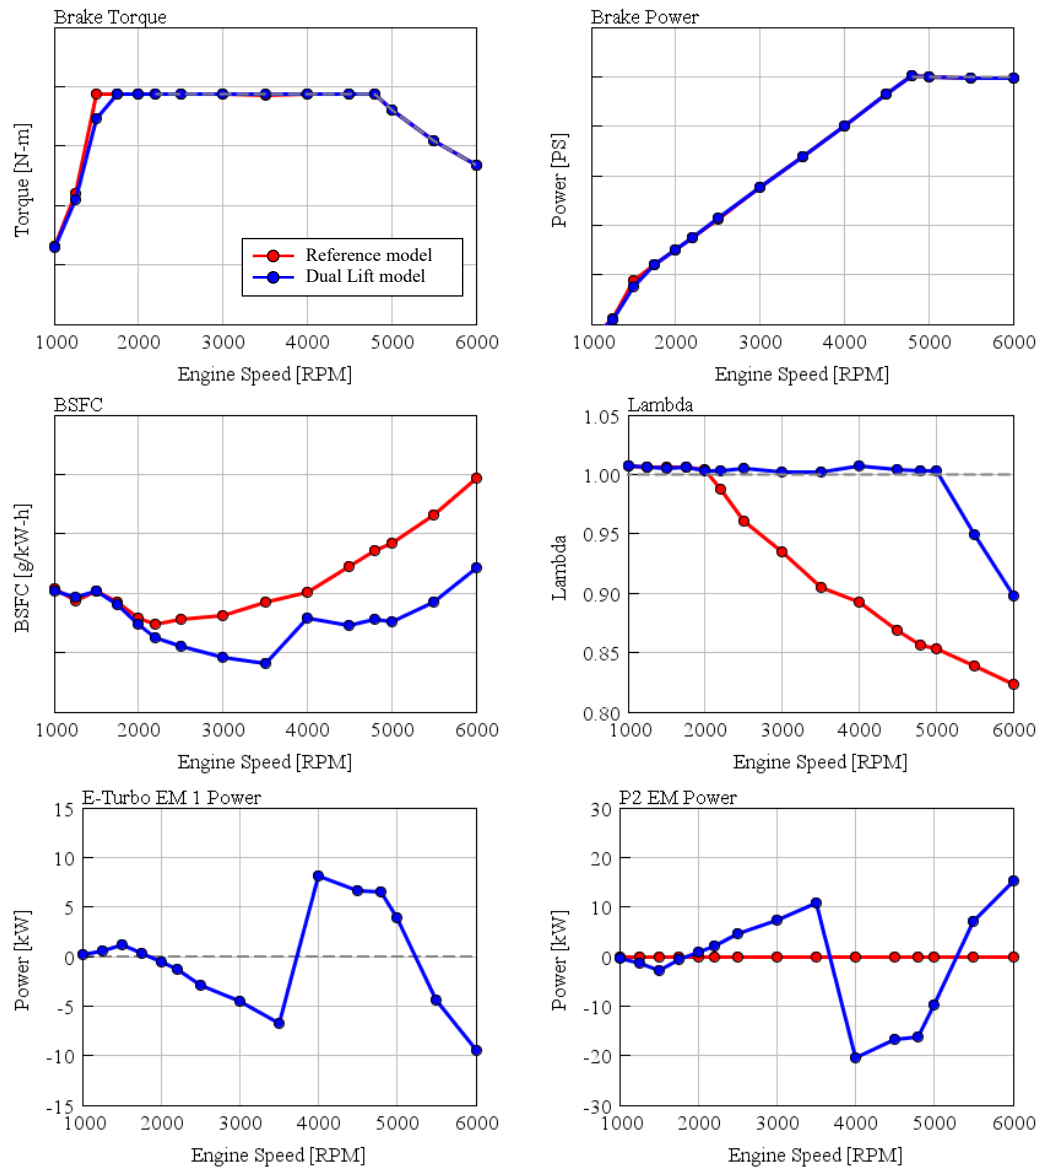 Brake Torque
Torque [N-m]
Reference model
Dual Lift model
1000 2000 3000 4000 5000 6000
Engine Speed [RPM]
Brake Power
Power [PS]
1000 2000 3000 4000 5000 6000
Engine Speed [RPM]
BSFC
BSFC [g/kW-h]
1000 2000 3000 4000 5000 6000
Engine Speed [RPM]
Lambda
Lambda
1.05
1.00
0.95
0.90
0.85
0.80
1000 2000 3000 4000 5000 6000
Engine Speed [RPM]
E-Turbo EM 1 Power
Power [kW]
15
10
5
0
-5
-10
-15
1000 2000 3000 4000 5000 6000
Engine Speed [RPM]
P2 EM Power
Power [kW]
30
20
10
0
-10
-20
-30
1000 2000 3000 4000 5000 6000
Engine Speed [RPM]